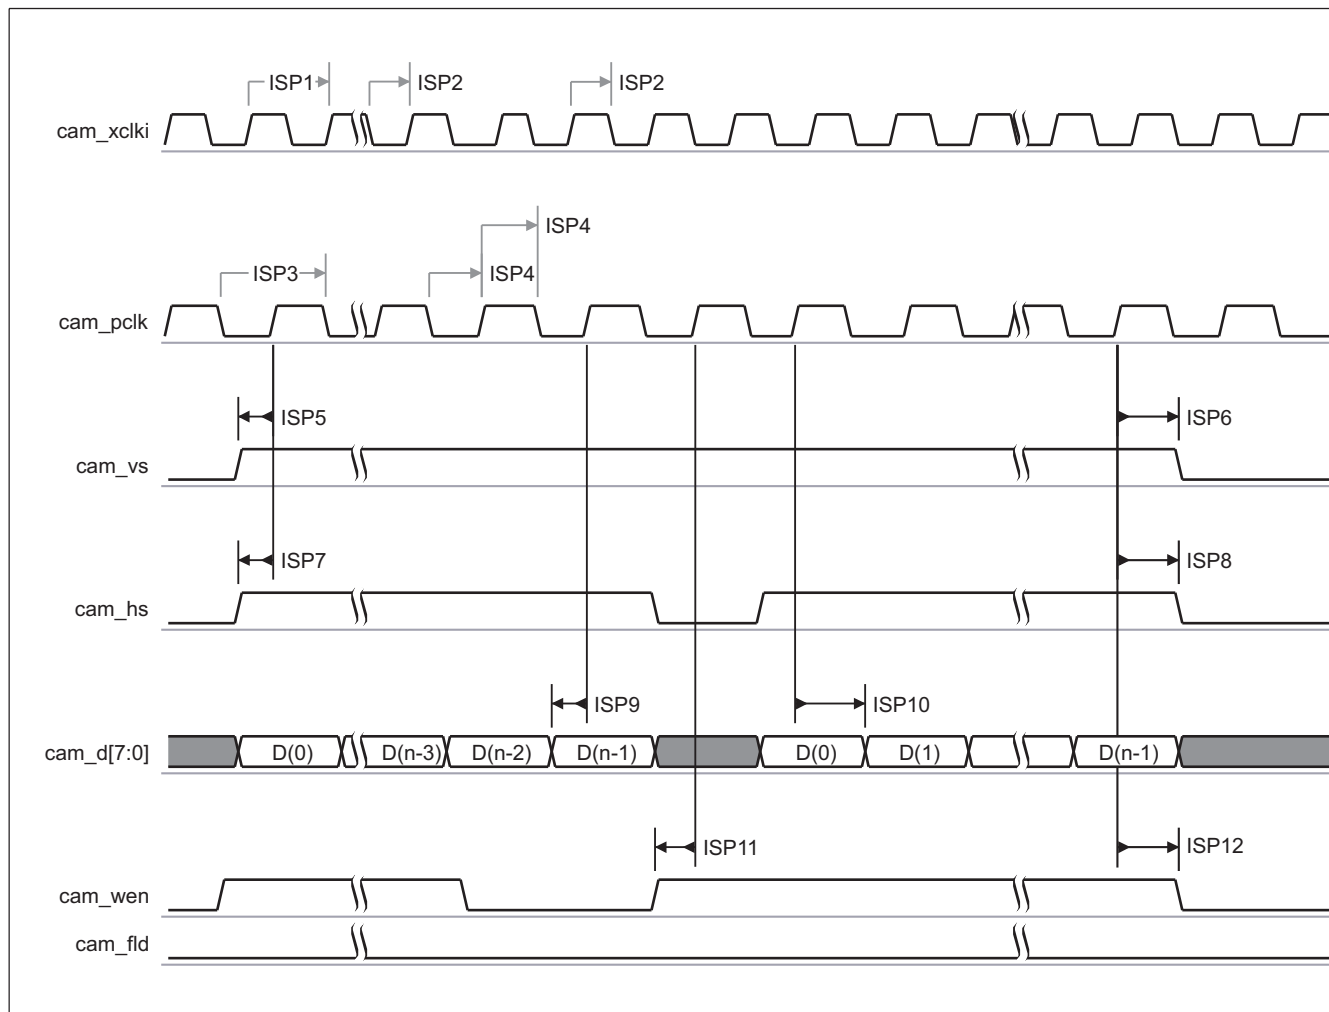 ISP1
ISP2
ISP2
cam_xclki
ISP4
ISP3
ISP4
cam_pclk
ISP5
ISP6
cam_vs
ISP7
ISP8
cam_hs
ISP9
ISP10
cam_d[7:0]
D(0)
D(n-3)
D(n-2)
D(n-1)
D(0)
D(1)
D(n-1)
ISP11
ISP12
cam_wen
cam_fld